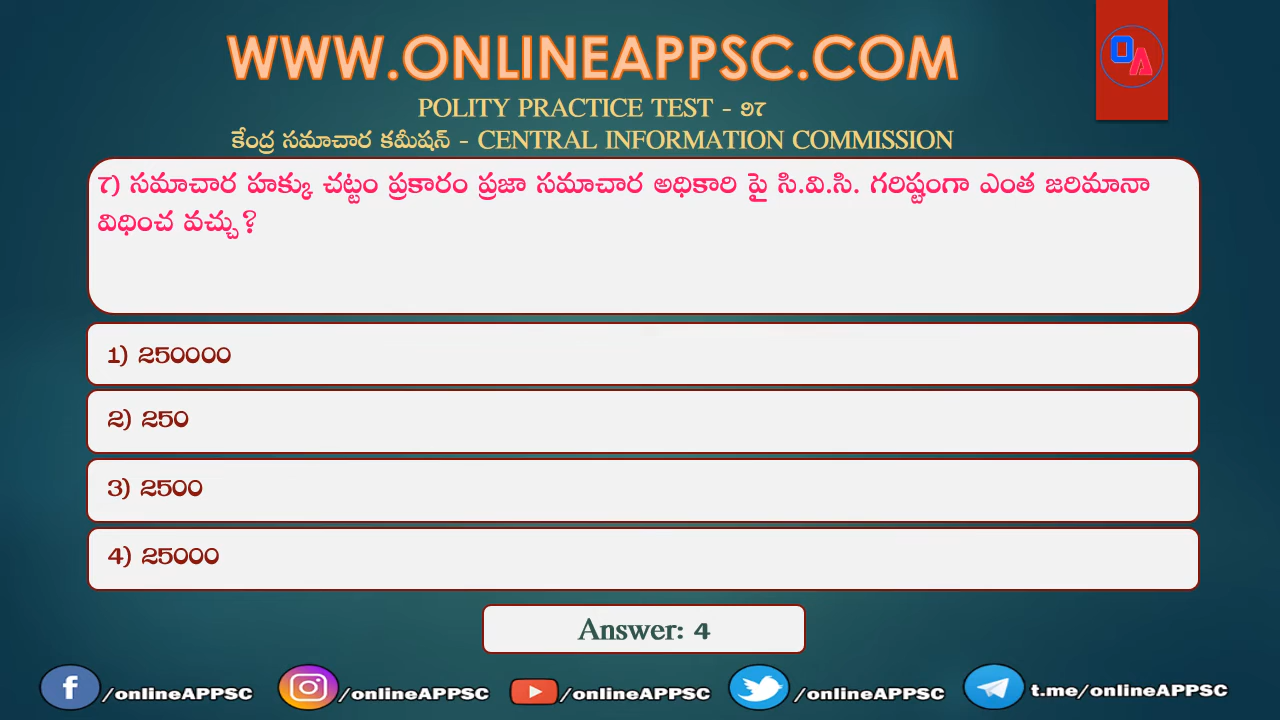 WWW.ONLINEAPPSC.COM
OA
POLITY PRACTICE TEST - ౨౭
కేంద్ర సమాచార కమీషన్ - CENTRAL INFORMATION COMMISSION
7) సమాచార హక్కు చట్టం ప్రకారం ప్రజా సమాచార అధికారి పై సి.వి.సి. గరిష్టంగా ఎంత జరిమానా
విధించ వచ్చు?
1) 250000
2) 250
3) 2500
4) 25000
Answer: 4
/onlineAPPSC /onlineAPPSC /onlineAPPSC /onlineAPPSC t.me/onlineAPPSC